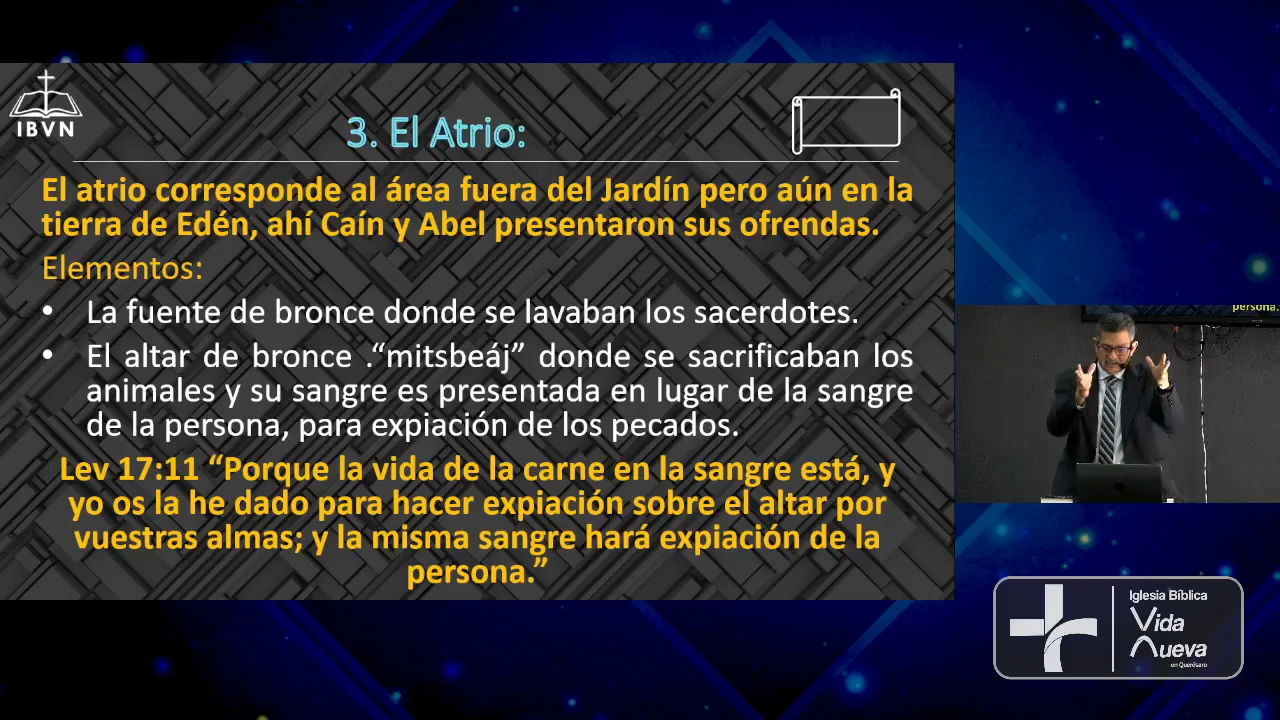 IBVN
3. El Atrio:
El atrio corresponde al área fuera del Jardín pero aún en la
tierra de Edén, ahí Caín y Abel presentaron sus ofrendas.
Elementos:
• La fuente de bronce donde se lavaban los sacerdotes.
• El altar de bronce .“mitsbeáj” donde se sacrificaban los
animales y su sangre es presentada en lugar de la sangre
de la persona, para expiación de los pecados.
Lev 17:11 “Porque la vida de la carne en la sangre está, y
yo os la he dado para hacer expiación sobre el altar por
vuestras almas; y la misma sangre hará expiación de la
persona.”
persona.
Iglesia Bíblica
Vida
Nueva
en Querétaro